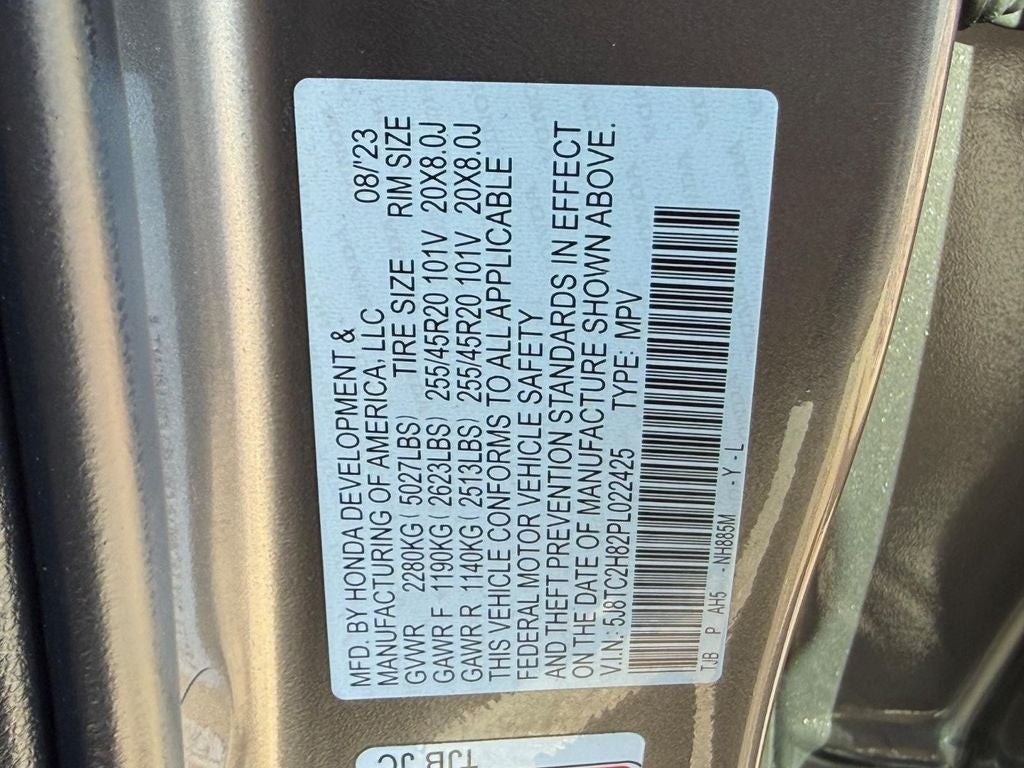 MFD. BY HONDA DEVELOPMENT &
MANUFACTURING OF AMERICA, LLC 08/'23
GVWR 2280KG ( 5027LBS) TIRE SIZE RIM SIZE
GAWR F 1190KG ( 2623LBS) 255/45R20 101V 20X8.0J
GAWR R 1140KG ( 2513LBS) 255/45R20 101V 20X8.0J
THIS VEHICLE CONFORMS TO ALL APPLICABLE
FEDERAL MOTOR VEHICLE SAFETY
AND THEFT PREVENTION STANDARDS IN EFFECT
ON THE DATE OF MANUFACTURE SHOWN ABOVE.
V.I.N.: 5J8TC2H82PL022425 TYPE: MPV
TJB P AH5 - NH885M - Y - L
TJB